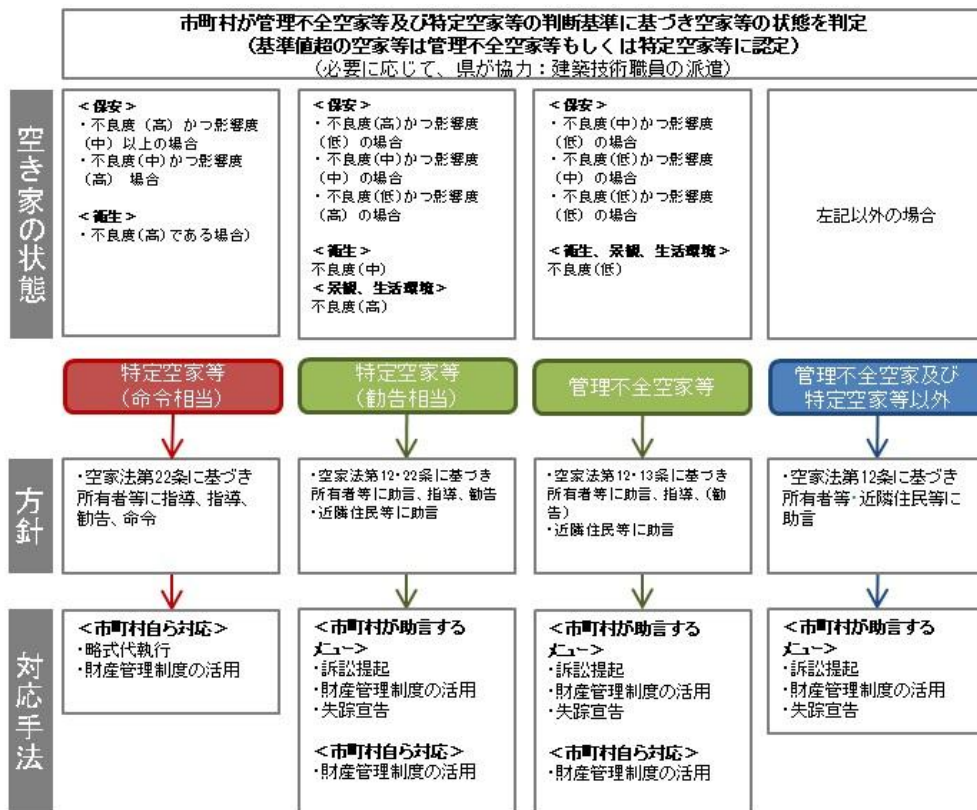 市町村が管理不全空家等及び特定空家等の判断基準に基づき空家等の状態を判定
(基準値超の空家等は管理不全空家等もしくは特定空家等に認定)
(必要に応じて、県が協力：建築技術職員の派遣)
空き家の状態
<保安>
・不良度（高）かつ影響度
（中）以上の場合
・不良度(中)かつ影響度
（高） 場合
<衛生>
・不良度(高)である場合)
<保安>
・不良度(高)かつ影響度
（低）の場合
・不良度(中)かつ影響度
（中）の場合
・不良度(低)かつ影響度
（高）の場合
<衛生>
不良度(中)
<景観、生活環境>
不良度(高)
<保安>
・不良度(中)かつ影響度
（低）の場合
・不良度(低)かつ影響度
（中）の場合
・不良度(低)かつ影響度
（低）の場合
<衛生、景観、生活環境>
不良度(低)
左記以外の場合
特定空家等
(命令相当)
特定空家等
(勧告相当)
管理不全空家等
管理不全空家及び
特定空家等以外
方針
・空家法第22条に基づき
所有者等に指導、指導、
勧告、命令
・空家法第12・22条に基づき
所有者等に助言、指導、勧告
・近隣住民等に助言
・空家法第12・13条に基づき
所有者等に助言、指導、(勧
告)
・近隣住民等に助言
・空家法第12条に基づき
所有者等・近隣住民等に
助言
対応手法
<市町村自ら対応>
・略式代執行
・財産管理制度の活用
<市町村が助言する
メニュー>
・訴訟提起
・財産管理制度の活用
・失踪宣告
<市町村自ら対応>
・財産管理制度の活用
<市町村が助言する
メニュー>
・訴訟提起
・財産管理制度の活用
・失踪宣告
<市町村自ら対応>
・財産管理制度の活用
<市町村が助言する
メニュー>
・訴訟提起
・財産管理制度の活用
・失踪宣告